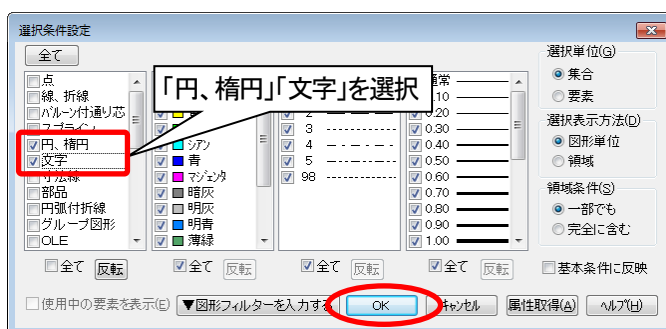 選択条件設定
全て
選択単位(G)
集合
要素
選択表示方法(D)
図形単位
領域
領域条件(S)
一部でも
完全に含む
基本条件に反映
「円、楕円」「文字」を選択
点
線、折線
バルーン付通り芯
スプライン
円、楕円
文字
寸法線
部品
円弧付折線
グループ図形
OLE
シアン
青
マジェンタ
暗灰
明灰
明青
薄緑
2
3
4
5
98
通常
0.10
0.20
0.30
0.40
0.50
0.60
0.70
0.80
0.90
1.00
全て 反転
全て 反転
全て 反転
全て 反転
使用中の要素を表示(E)
▼図形フィルターを入力する
OK
キャンセル
属性取得(A)
ヘルプ(H)